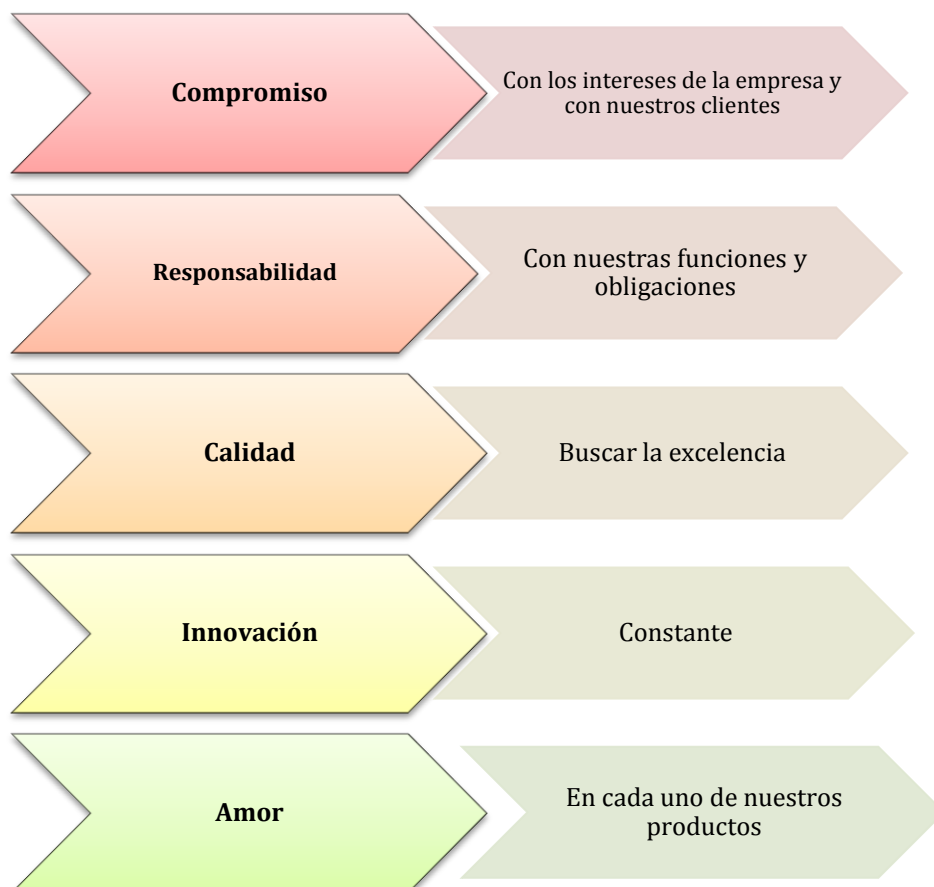 Compromiso
Con los intereses de la empresa y
con nuestros clientes
Responsabilidad
Con nuestras funciones y
obligaciones
Calidad
Buscar la excelencia
Innovación
Constante
Amor
En cada uno de nuestros
productos